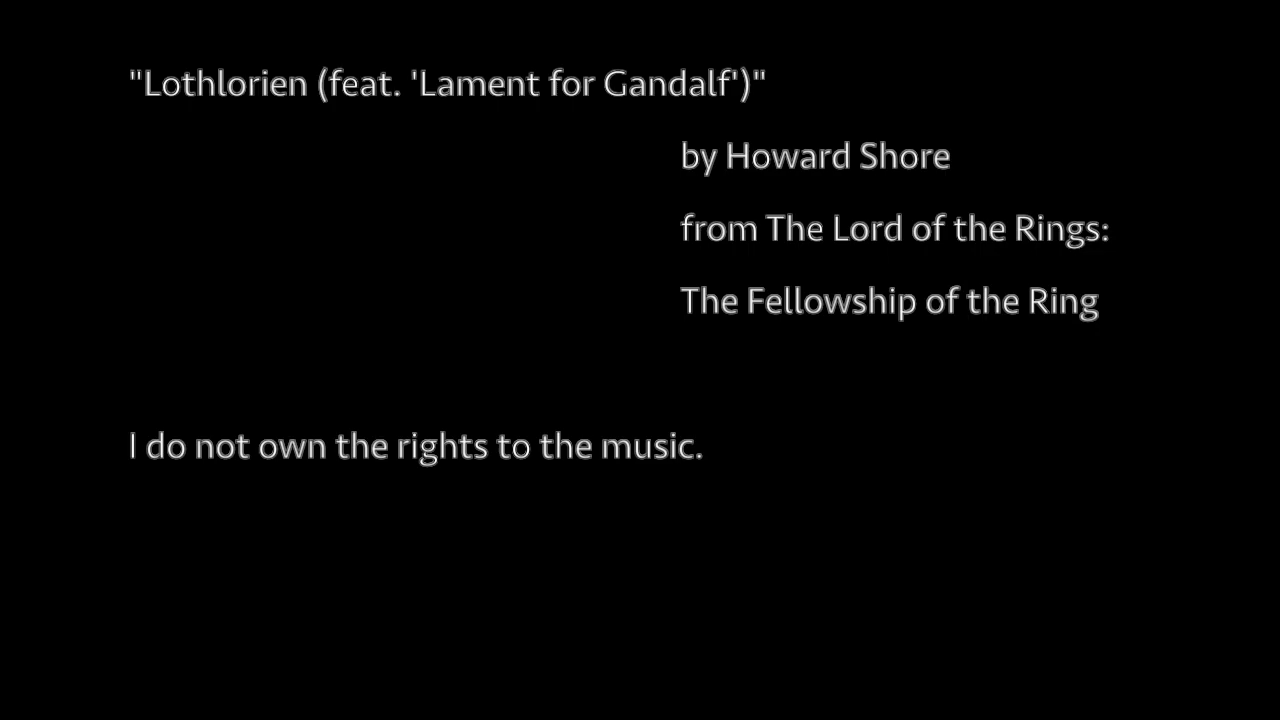 "Lothlorien (feat. 'Lament for Gandalf')"
by Howard Shore
from The Lord of the Rings:
The Fellowship of the Ring
I do not own the rights to the music.